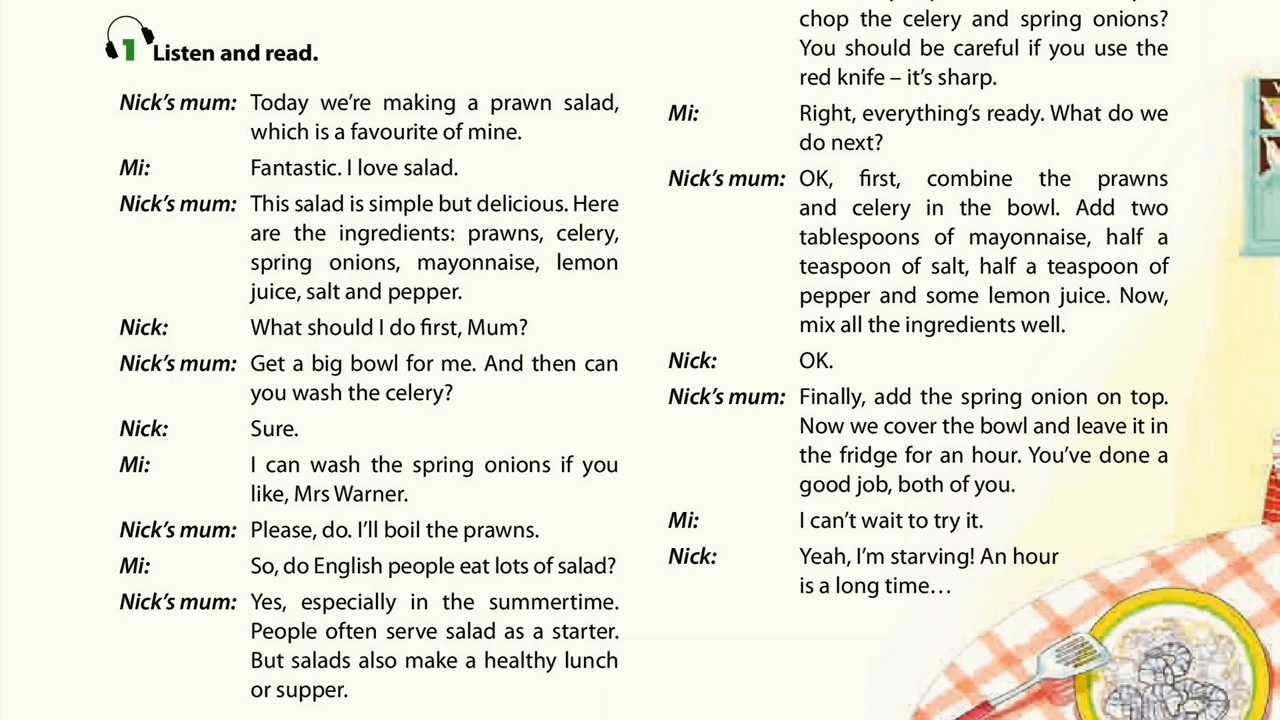 1 Listen and read.
Nick's mum: Today we're making a prawn salad,
which is a favourite of mine.
Mi: Fantastic. I love salad.
Nick's mum: This salad is simple but delicious. Here
are the ingredients: prawns, celery,
spring onions, mayonnaise, lemon
juice, salt and pepper.
Nick: What should I do first, Mum?
Nick's mum: Get a big bowl for me. And then can
you wash the celery?
Nick: Sure.
Mi: I can wash the spring onions if you
like, Mrs Warner.
Nick's mum: Please, do. I'll boil the prawns.
Mi: So, do English people eat lots of salad?
Nick's mum: Yes, especially in the summertime.
People often serve salad as a starter.
But salads also make a healthy lunch
or supper.
chop the celery and spring onions?
You should be careful if you use the
red knife – it's sharp.
Mi: Right, everything's ready. What do we
do next?
Nick's mum: OK, first, combine the prawns
and celery in the bowl. Add two
tablespoons of mayonnaise, half a
teaspoon of salt, half a teaspoon of
pepper and some lemon juice. Now,
mix all the ingredients well.
Nick: OK.
Nick's mum: Finally, add the spring onion on top.
Now we cover the bowl and leave it in
the fridge for an hour. You've done a
good job, both of you.
Mi: I can't wait to try it.
Nick: Yeah, I'm starving! An hour
is a long time…